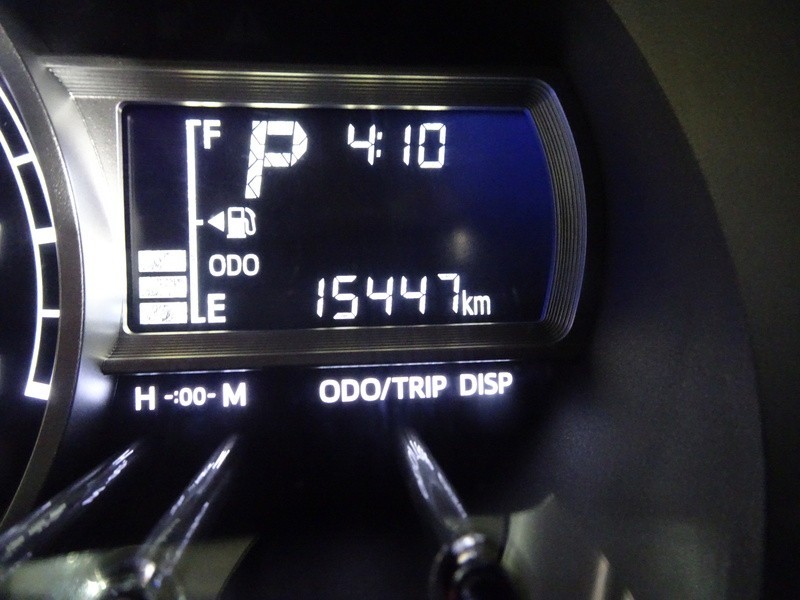 F P 4:10
ODO
E 15447km
H -:00- M ODO/TRIP DISP